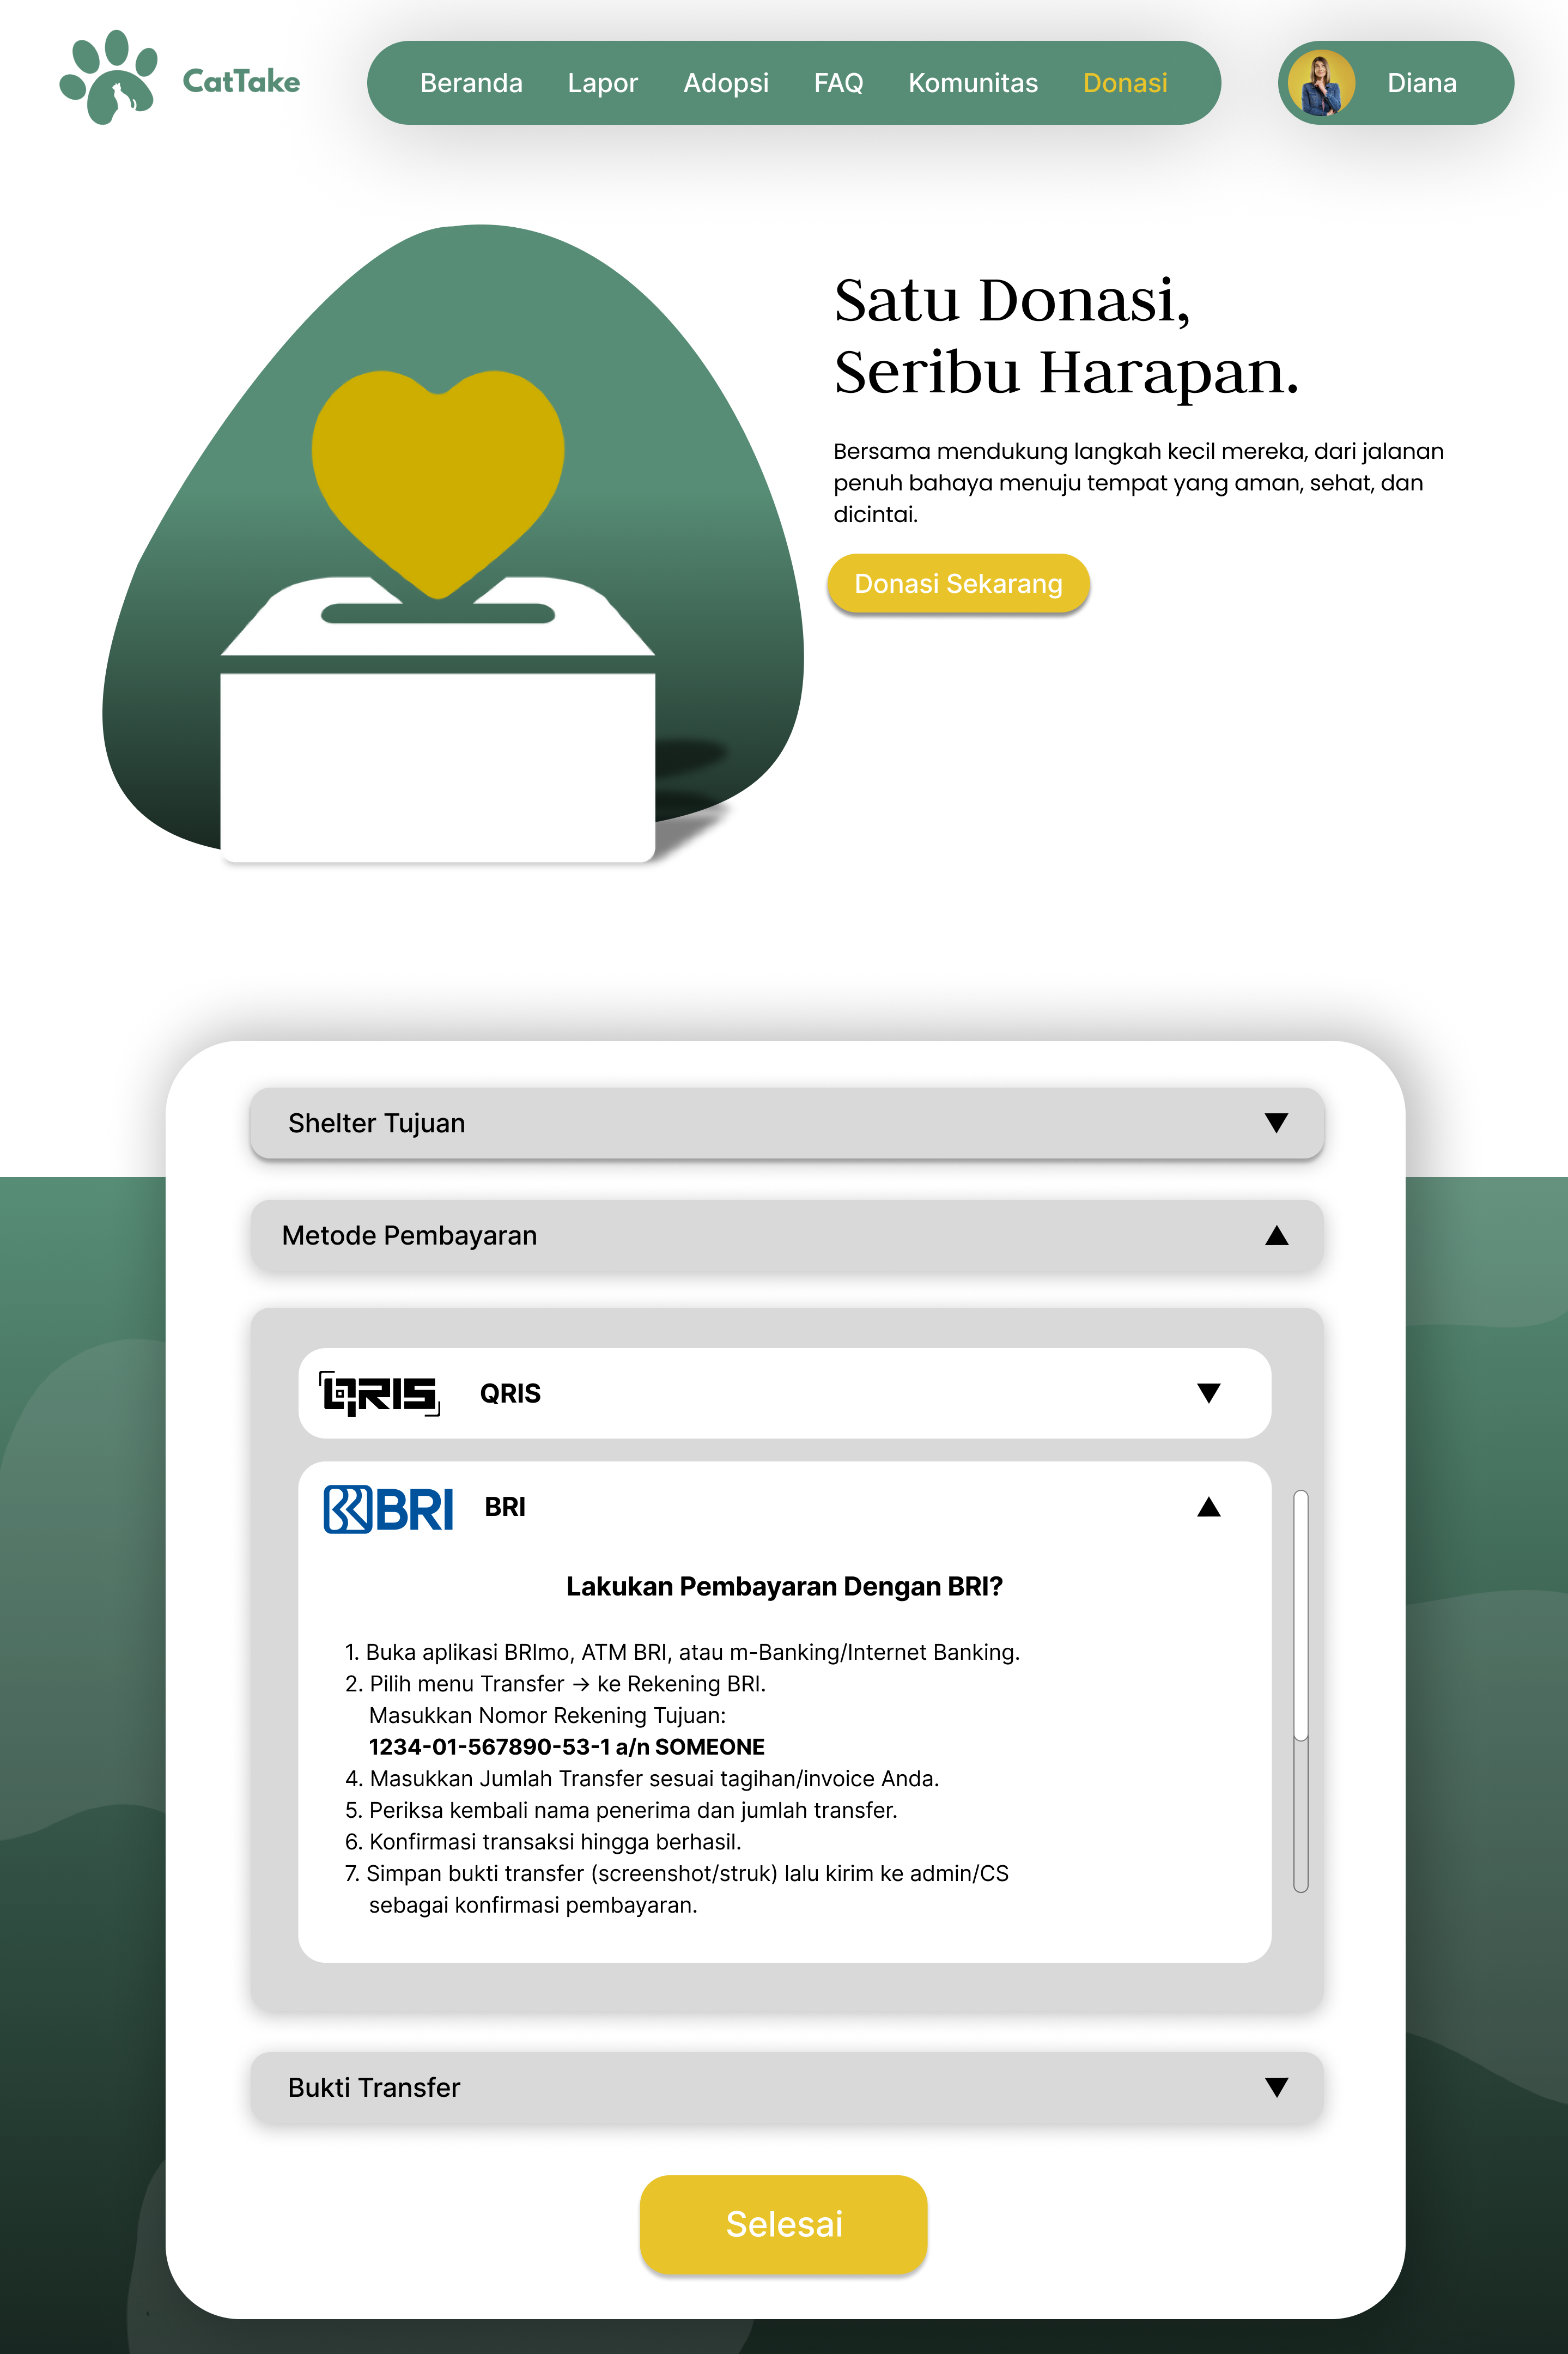 CatTake
Beranda Lapor Adopsi FAQ Komunitas Donasi
Diana
Satu Donasi,
Seribu Harapan.
Bersama mendukung langkah kecil mereka, dari jalanan
penuh bahaya menuju tempat yang aman, sehat, dan
dicintai.
Donasi Sekarang
Shelter Tujuan
Metode Pembayaran
QRIS QRIS
BRI BRI
Lakukan Pembayaran Dengan BRI?
1. Buka aplikasi BRImo, ATM BRI, atau m-Banking/Internet Banking.
2. Pilih menu Transfer → ke Rekening BRI.
Masukkan Nomor Rekening Tujuan:
1234-01-567890-53-1 a/n SOMEONE
4. Masukkan Jumlah Transfer sesuai tagihan/invoice Anda.
5. Periksa kembali nama penerima dan jumlah transfer.
6. Konfirmasi transaksi hingga berhasil.
7. Simpan bukti transfer (screenshot/struk) lalu kirim ke admin/CS
sebagai konfirmasi pembayaran.
Bukti Transfer
Selesai